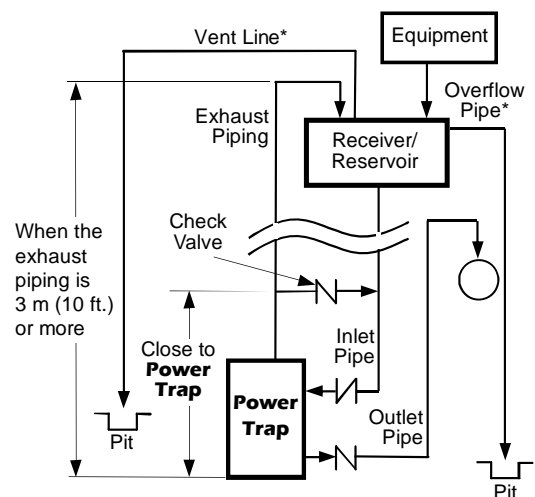 Vent Line*
Equipment
Exhaust
Piping
Overflow
Pipe*
Receiver/
Reservoir
When the
exhaust
piping is
3 m (10 ft.)
or more
Check
Valve
Close to
Power
Trap
Inlet
Pipe
Power
Trap
Outlet
Pipe
Pit
Pit